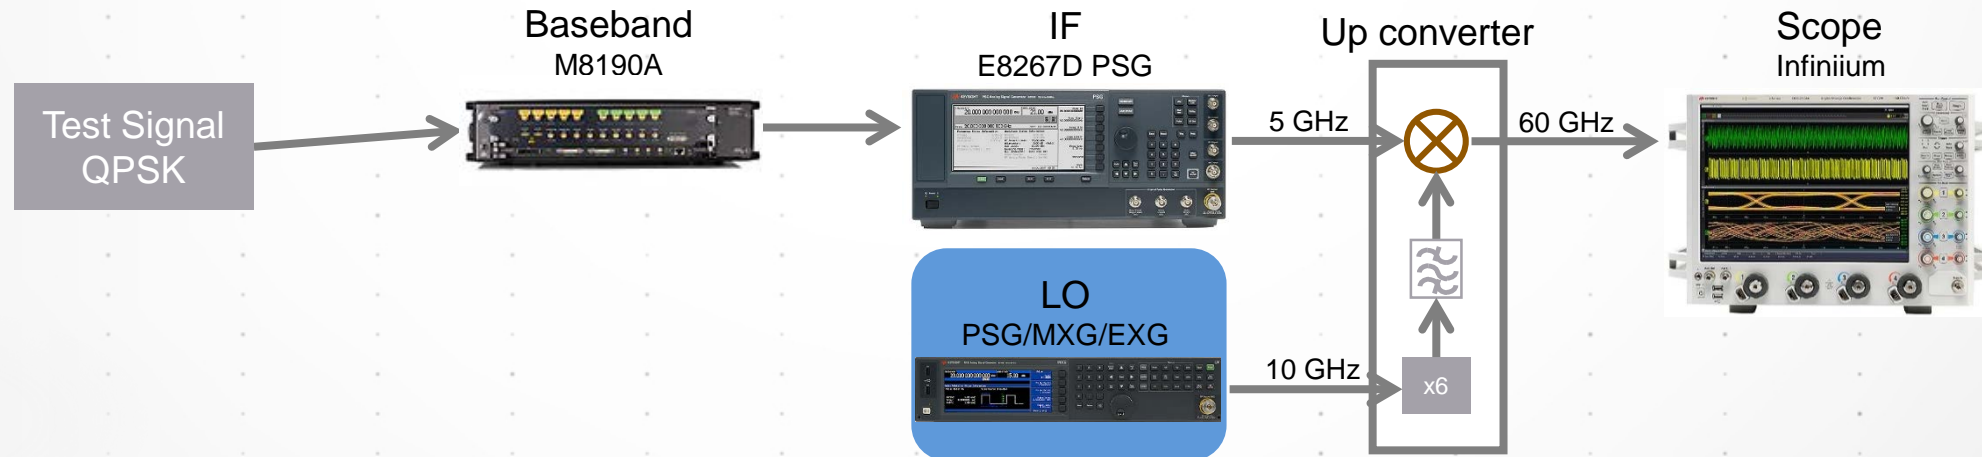 Baseband
M8190A
IF
E8267D PSG
Up converter
Scope
Infiniium
Test Signal
QPSK
5 GHz
60 GHz
LO
PSG/MXG/EXG
10 GHz
x6